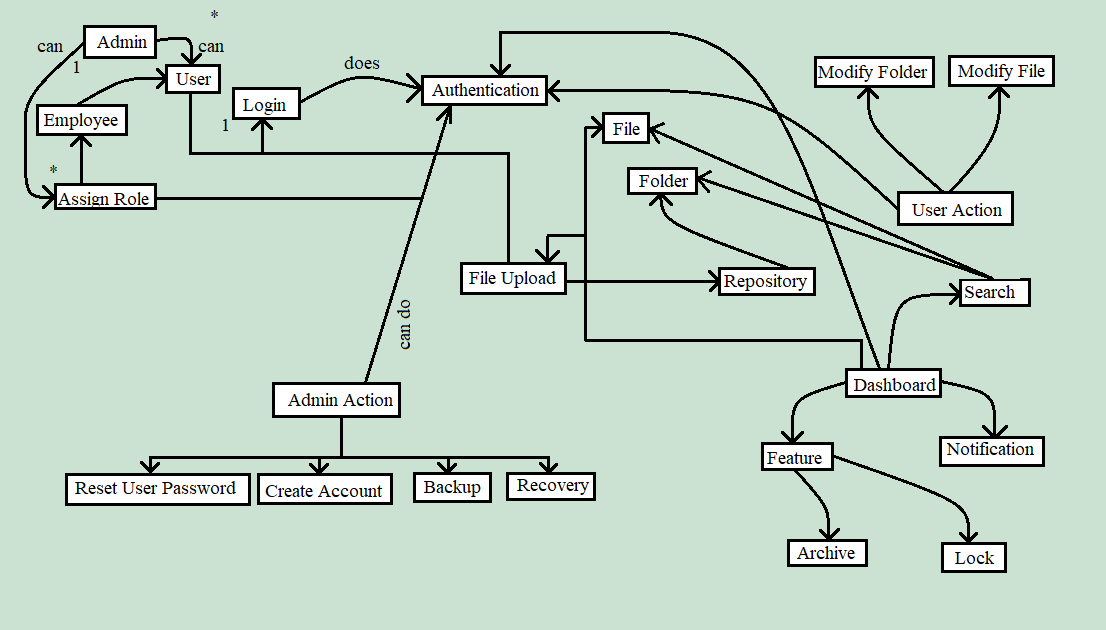 *
can
Admin
can
1
User
does
Modify Folder
Modify File
Authentication
Login
Employee
1
File
*
Folder
Assign Role
User Action
File Upload
Repository
Search
can do
Dashboard
Admin Action
Feature
Notification
Reset User Password
Create Account
Backup
Recovery
Archive
Lock